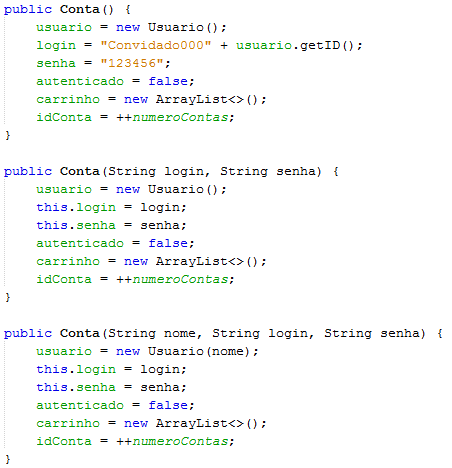 public Conta() {
usuario = new Usuario();
login = "Convidado000" + usuario.getID();
senha = "123456";
autenticado = false;
carrinho = new ArrayList<>();
idConta = ++numeroContas;
}
public Conta(String login, String senha) {
usuario = new Usuario();
this.login = login;
this.senha = senha;
autenticado = false;
carrinho = new ArrayList<>();
idConta = ++numeroContas;
}
public Conta(String nome, String login, String senha) {
usuario = new Usuario(nome);
this.login = login;
this.senha = senha;
autenticado = false;
carrinho = new ArrayList<>();
idConta = ++numeroContas;
}